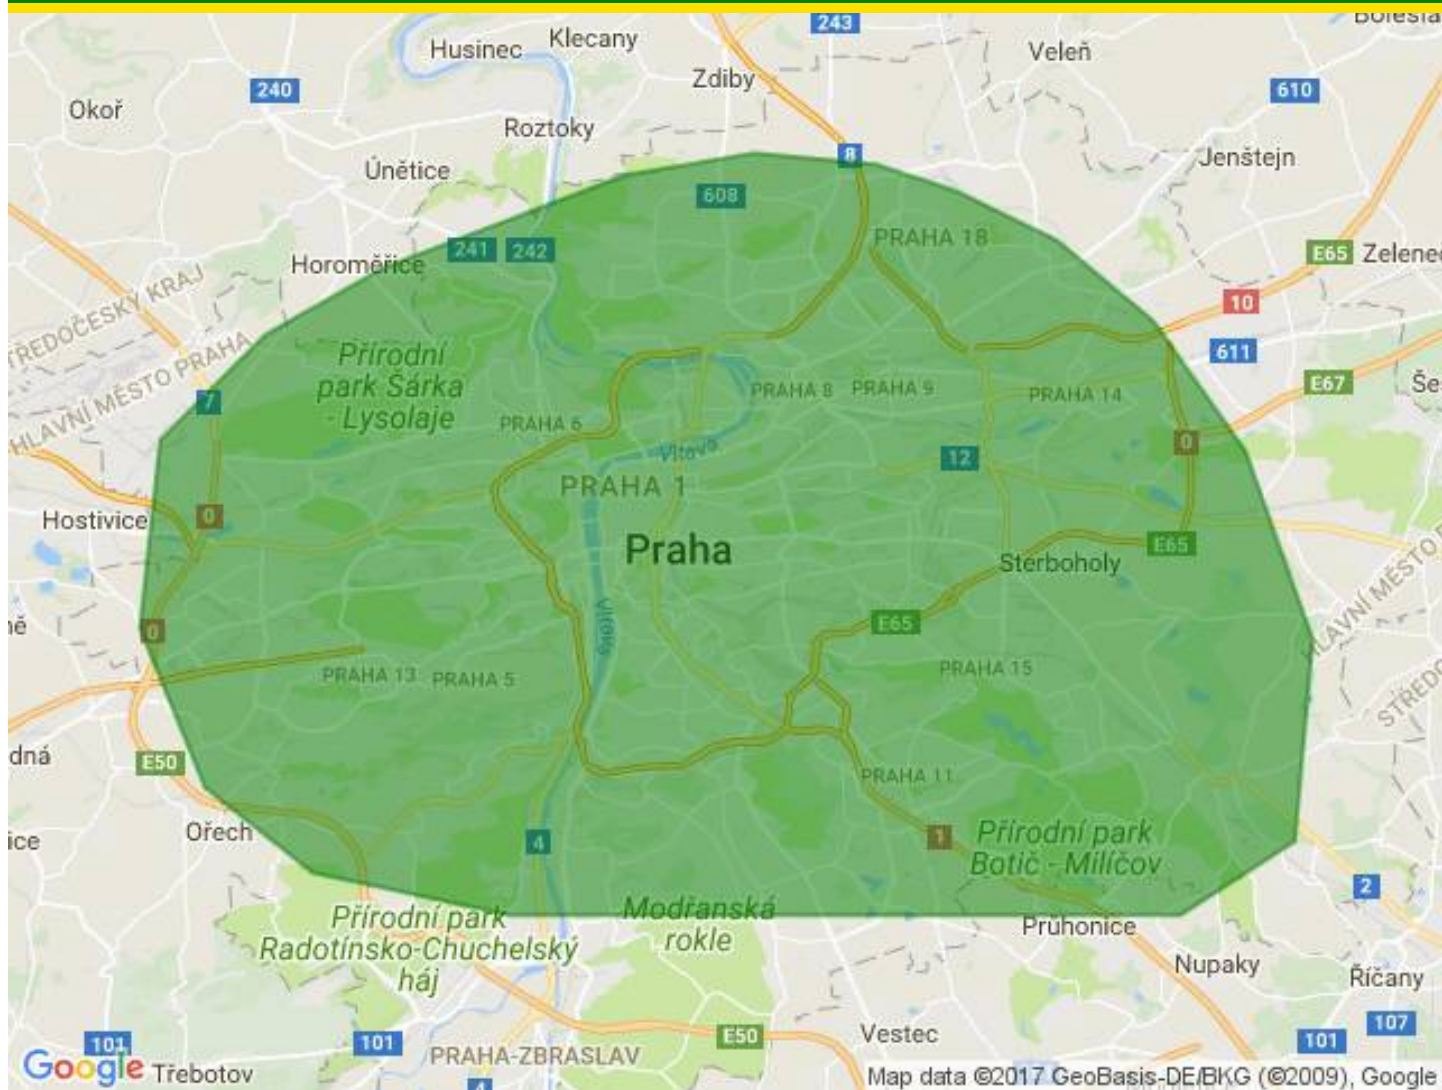 243
Husinec
Klecany
Veleň
Zdiby
240
610
Okoř
Roztoky
8
Jenštejn
Únětice
608
PRAHA 18
241
242
E65
Zelene
Horoměřice
10
TŘEDOČESKÝ KRAJ
HLAVNÍ MĚSTO PRAHA
Přírodní
park Šárka
- Lysolaje
611
E67
Še
7
PRAHA 8
PRAHA 9
PRAHA 14
PRAHA 6
0
Vltava
12
PRAHA 1
Hostivice
0
Praha
E65
Sterboholy
HLAVNÍ MĚSTO
Vltava
E65
ě
0
PRAHA 13
PRAHA 5
PRAHA 15
STŘEDO
dná
E50
PRAHA 11
Ořech
ice
4
1
Přírodní park
Botič - Milíčov
2
Přírodní park
Radotínsko-Chuchelský
háj
Modřanská
rokle
Průhonice
Nupaky
Říčany
101
101
E50
Vestec
101
107
PRAHA-ZBRASLAV
Google
Třebotov
4
Map data ©2017 GeoBasis-DE/BKG (©2009), Google